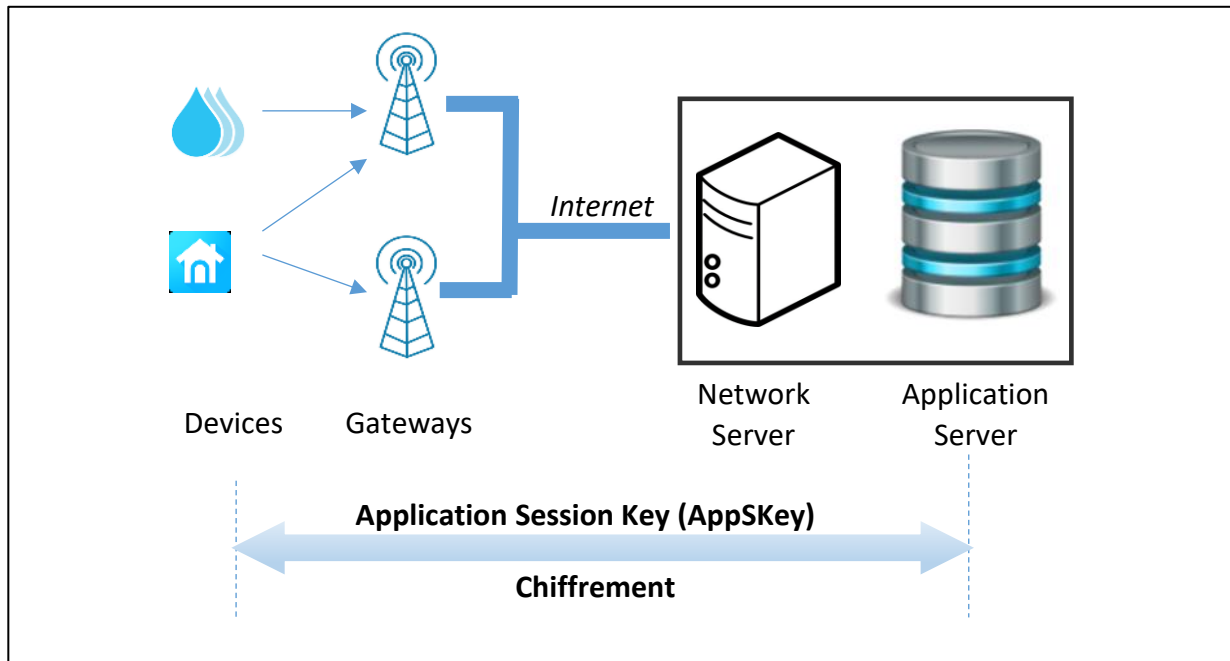 Internet
Devices
Gateways
Network
Server
Application
Server
Application Session Key (AppSKey)
Chiffrement